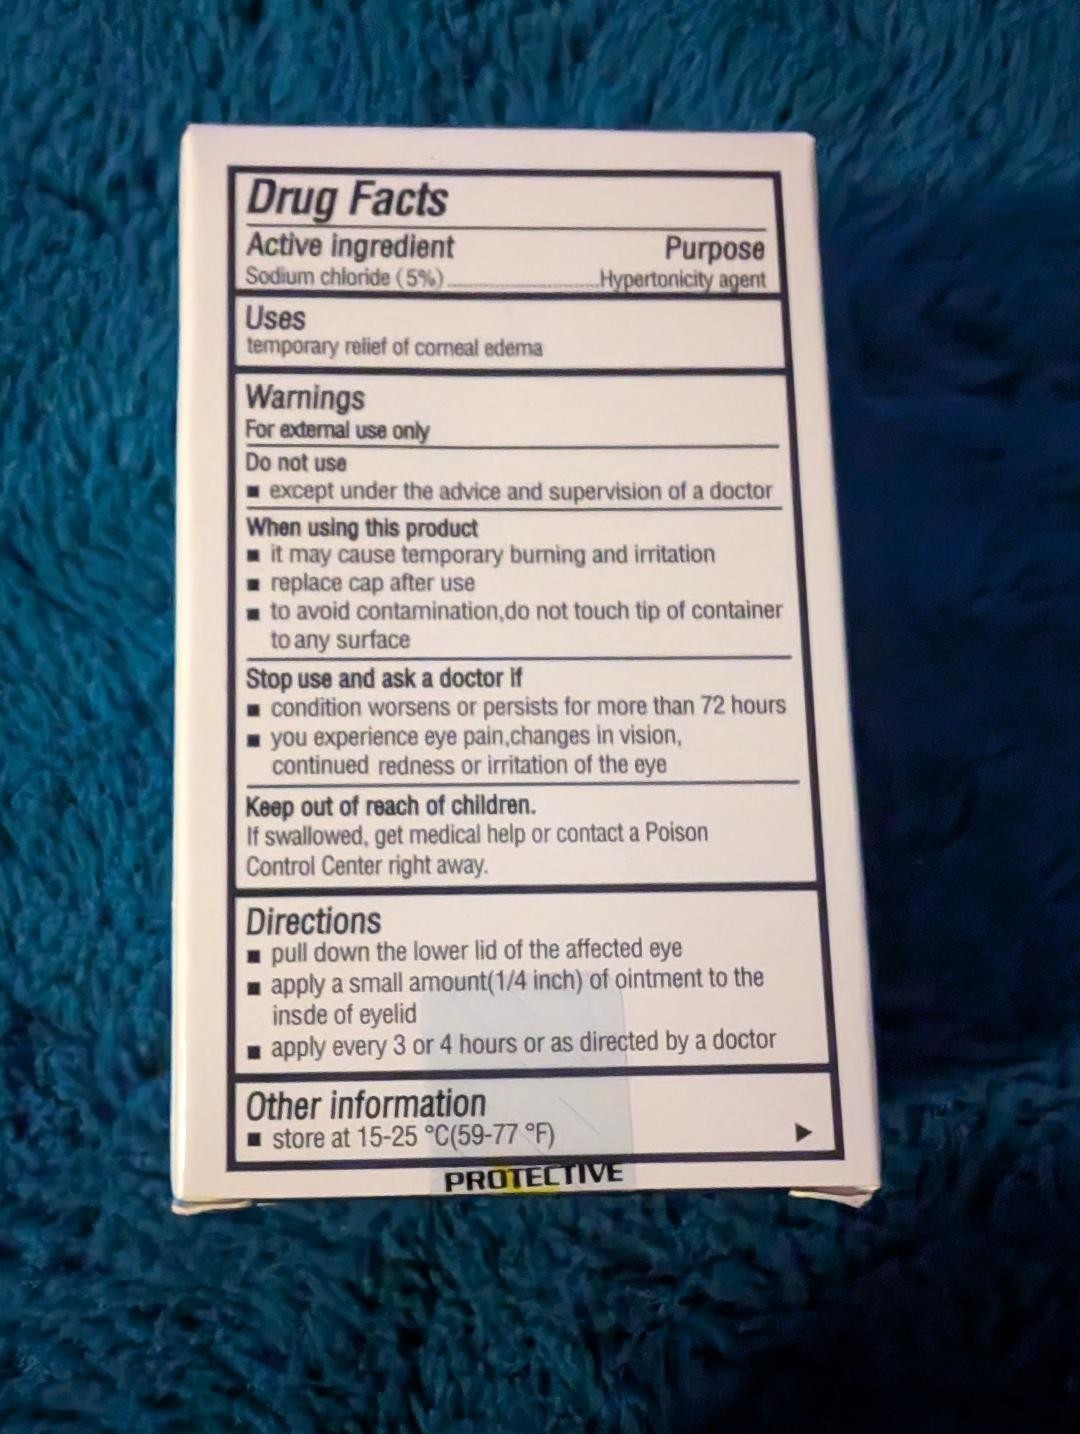 Drug Facts
Active ingredient Purpose
Sodium chloride (5%)........................Hypertonicity agent
Uses
temporary relief of corneal edema
Warnings
For external use only
Do not use
■ except under the advice and supervision of a doctor
When using this product
■ it may cause temporary burning and irritation
■ replace cap after use
■ to avoid contamination,do not touch tip of container
to any surface
Stop use and ask a doctor if
■ condition worsens or persists for more than 72 hours
■ you experience eye pain,changes in vision,
continued redness or irritation of the eye
Keep out of reach of children.
If swallowed, get medical help or contact a Poison
Control Center right away.
Directions
■ pull down the lower lid of the affected eye
■ apply a small amount(1/4 inch) of ointment to the
insde of eyelid
■ apply every 3 or 4 hours or as directed by a doctor
Other information
■ store at 15-25 °C(59-77 °F)
PROTECTIVE